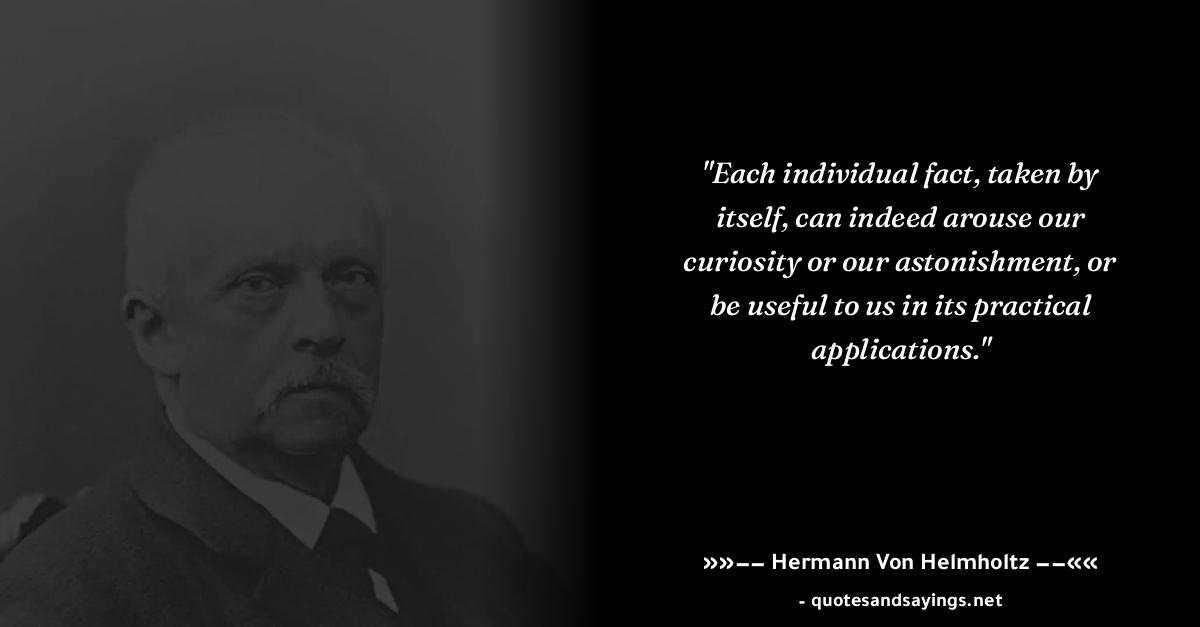 "Each individual fact, taken by
itself, can indeed arouse our
curiosity or our astonishment, or
be useful to us in its practical
applications."
»»–– Hermann Von Helmholtz ––««
- quotesandsayings.net